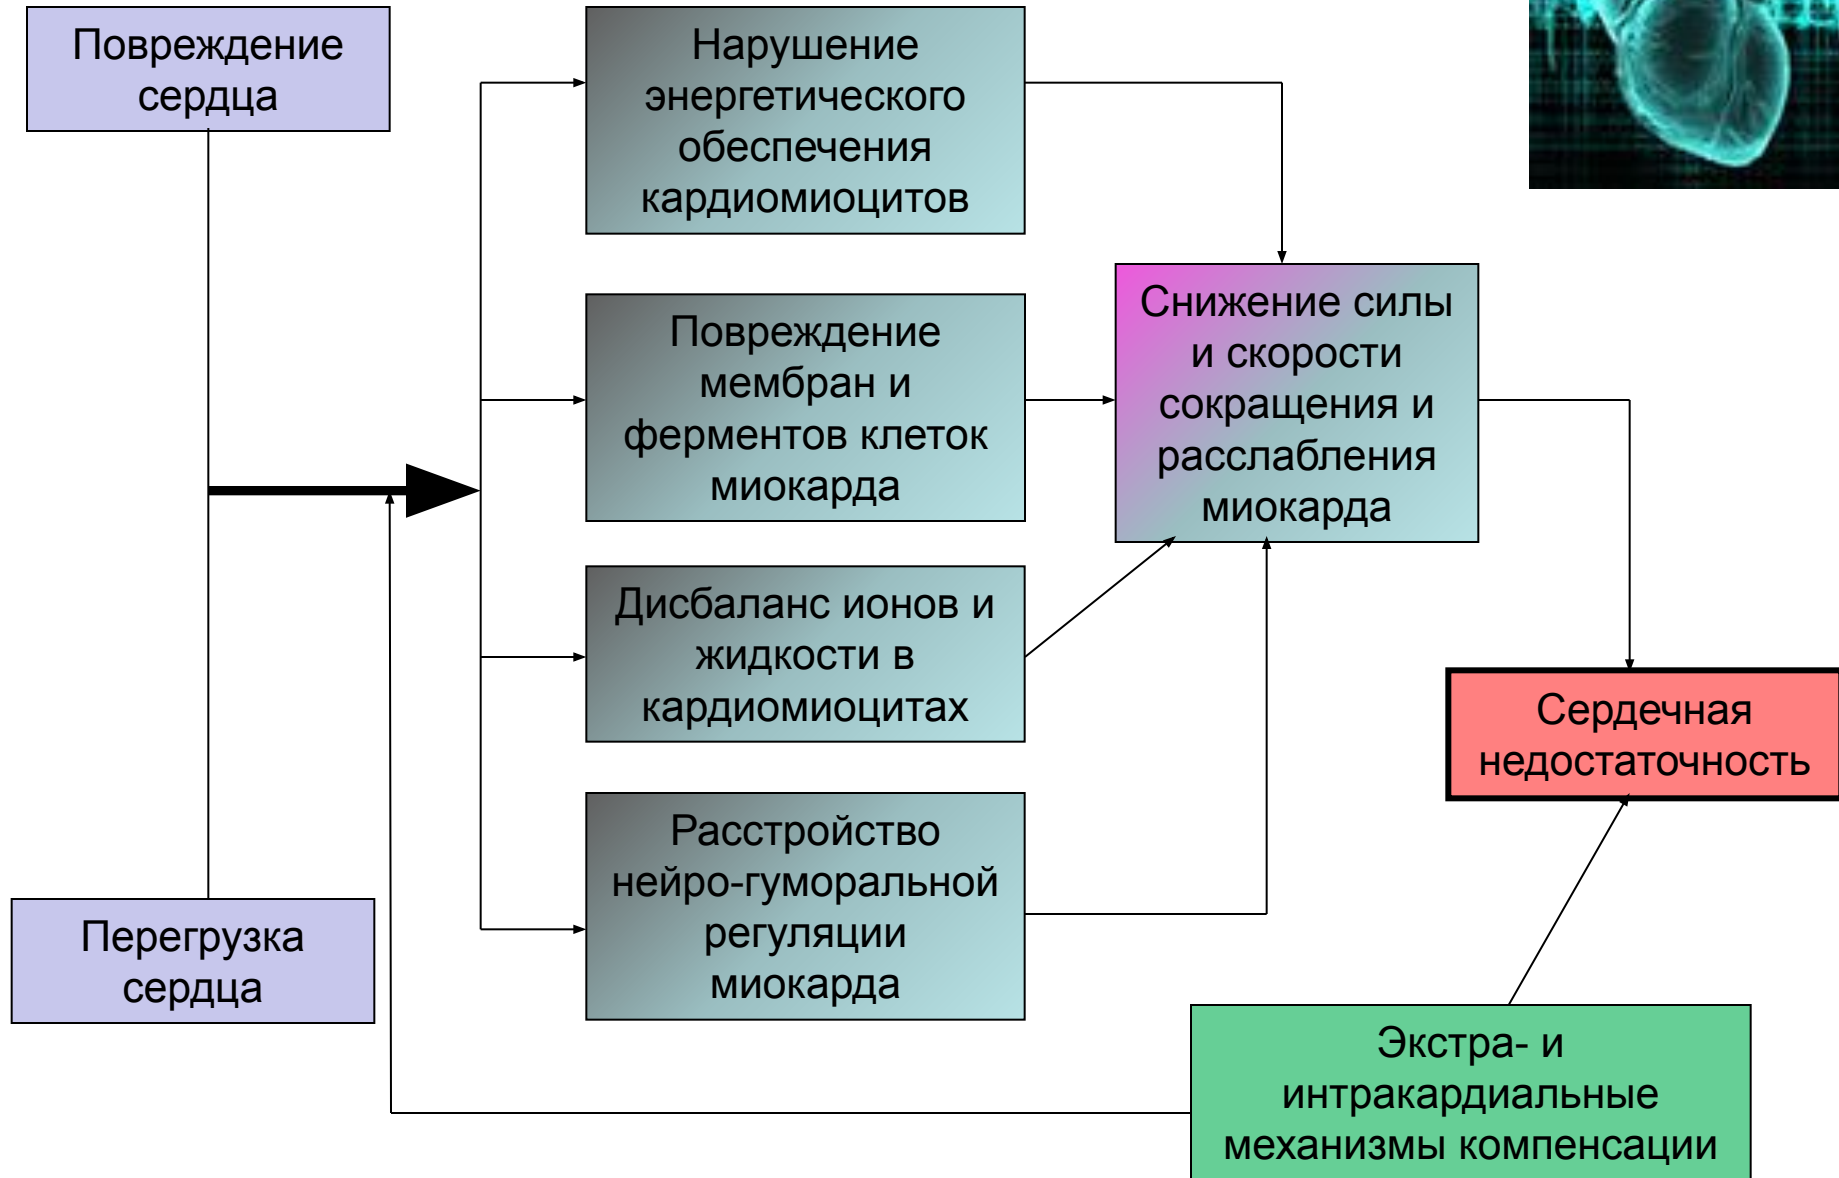 Повреждение
сердца
Нарушение
энергетического
обеспечения
кардиомиоцитов
Повреждение
мембран и
ферментов клеток
миокарда
Снижение силы
и скорости
сокращения и
расслабления
миокарда
Дисбаланс ионов и
жидкости в
кардиомиоцитах
Сердечная
недостаточность
Расстройство
нейро-гуморальной
регуляции
миокарда
Перегрузка
сердца
Экстра- и
интракардиальные
механизмы компенсации